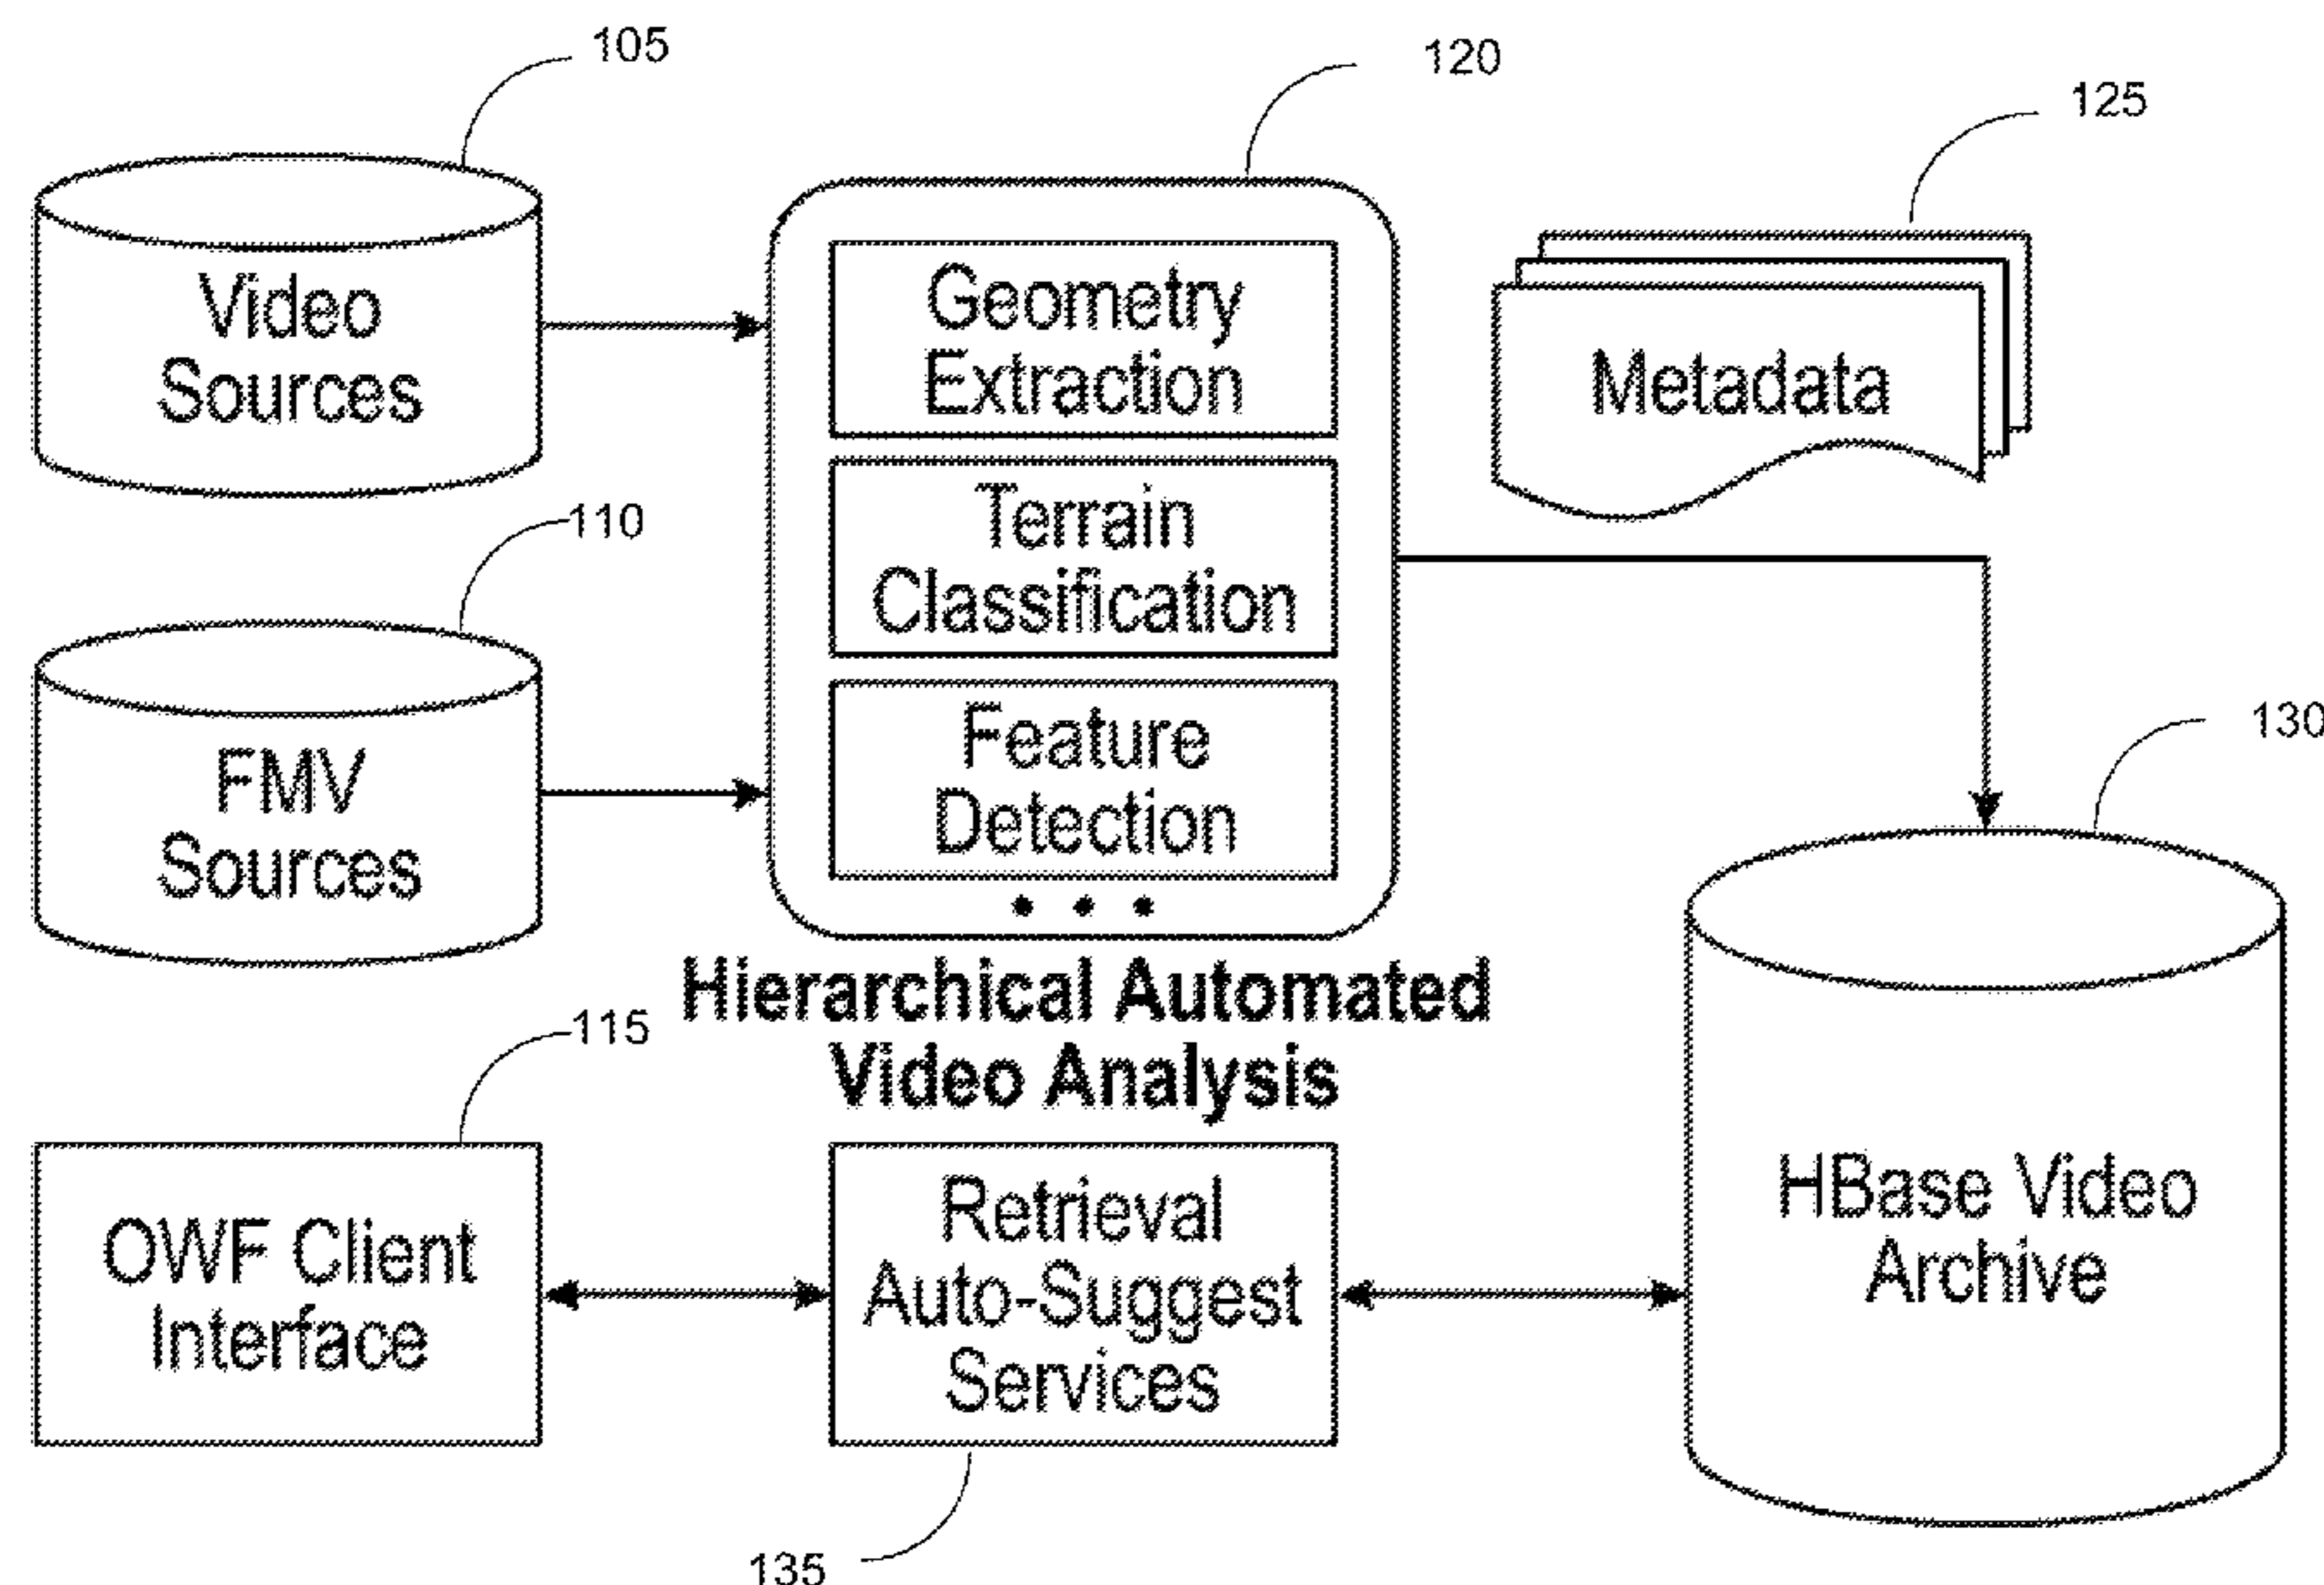 105
120
125
Video
Sources
Geometry
Extraction
Metadata
Terrain
Classification
110
FMV
Sources
Feature
Detection
• • •
130
Hierarchical Automated
Video Analysis
115
OWF Client
Interface
Retrieval
Auto-Suggest
Services
HBase Video
Archive
135